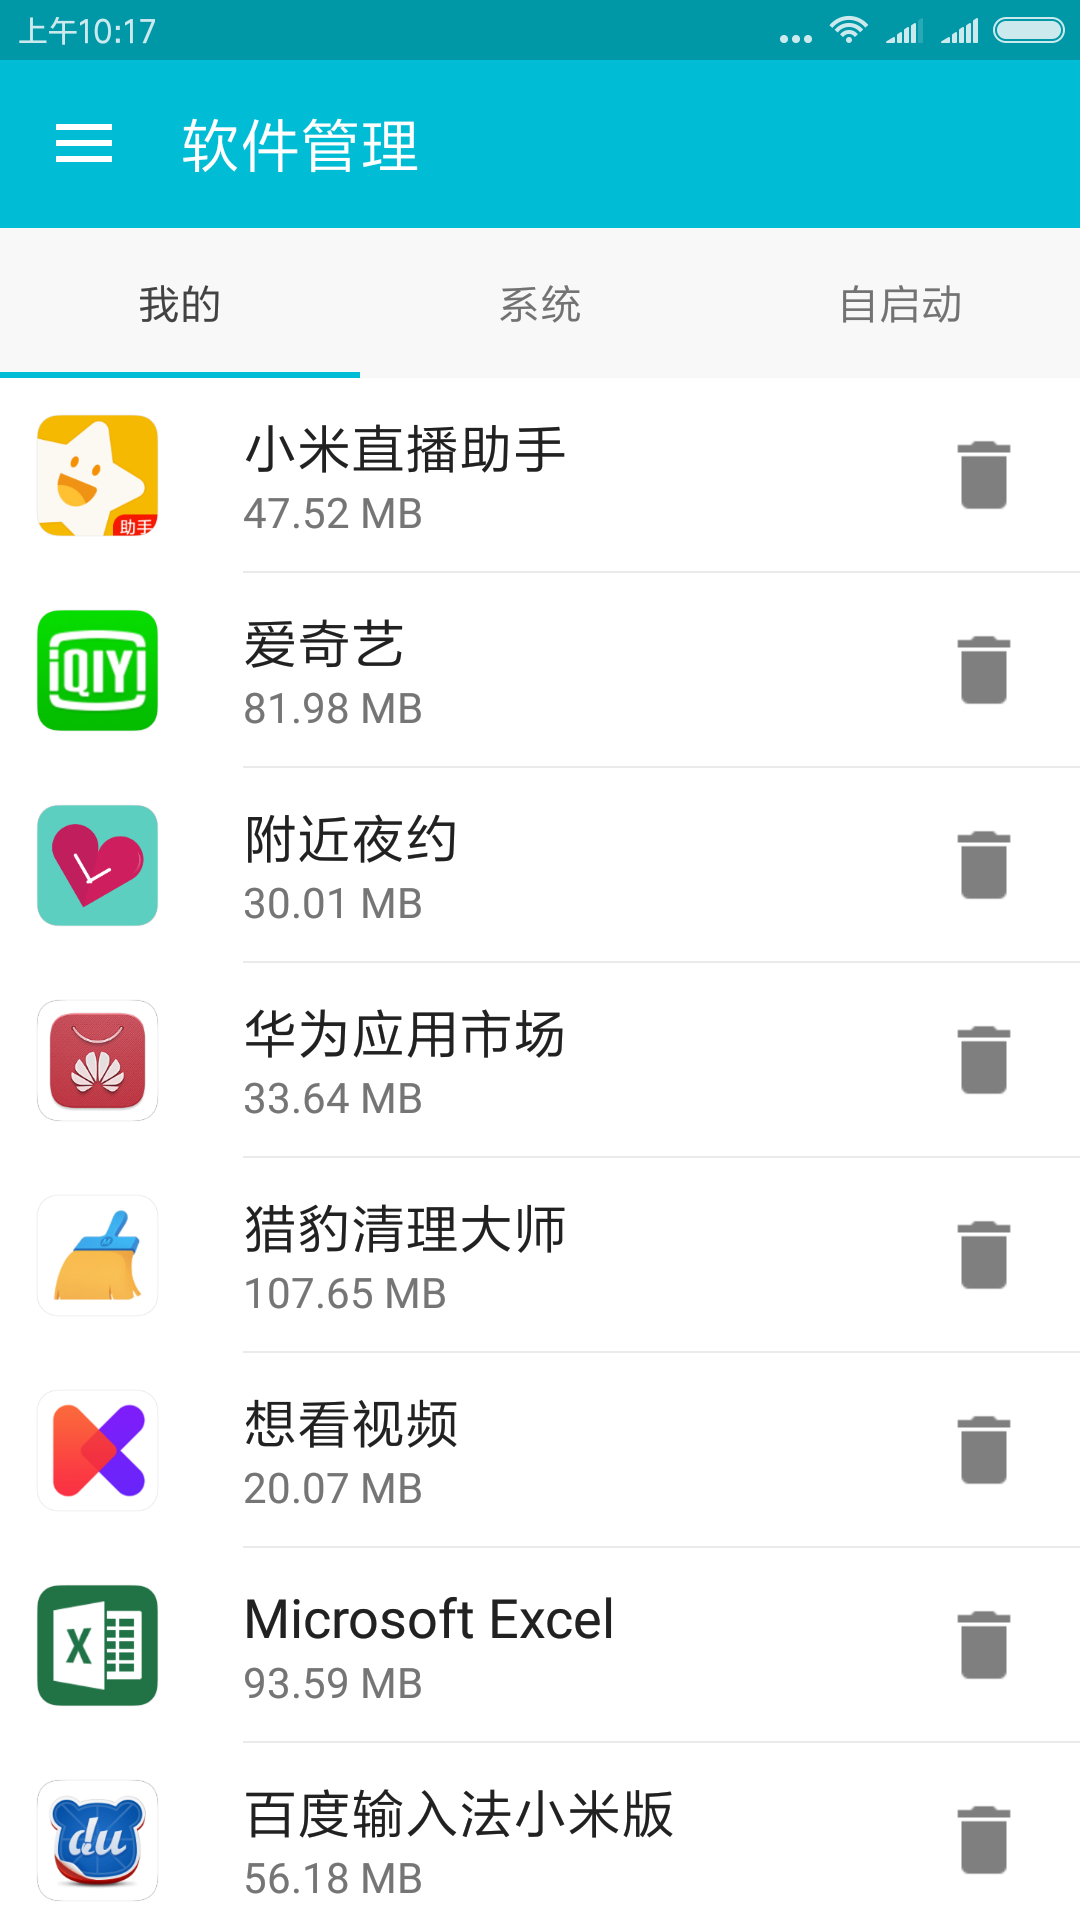 上午10:17
软件管理
我的 系统 自启动
小米直播助手
47.52 MB
助手
爱奇艺
81.98 MB
iQIYI
附近夜约
30.01 MB
华为应用市场
33.64 MB
猎豹清理大师
107.65 MB
想看视频
20.07 MB
Microsoft Excel
93.59 MB
X
百度输入法小米版
56.18 MB
du